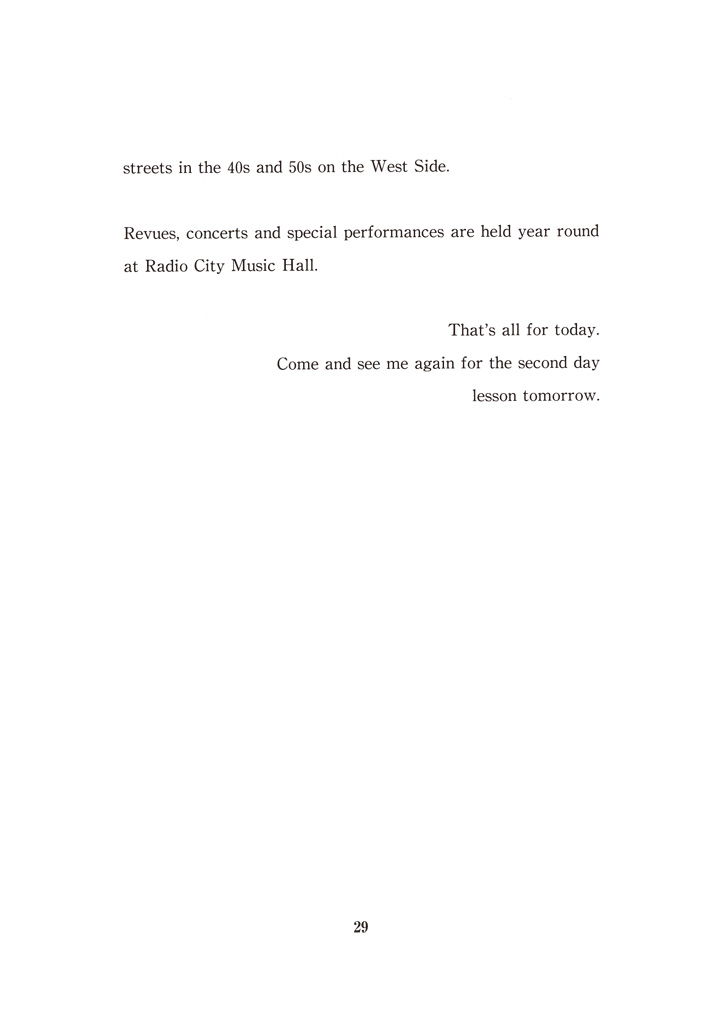 streets in the 40s and 50s on the West Side.
Revues, concerts and special performances are held year round
at Radio City Music Hall.
That's all for today.
Come and see me again for the second day
lesson tomorrow.
29